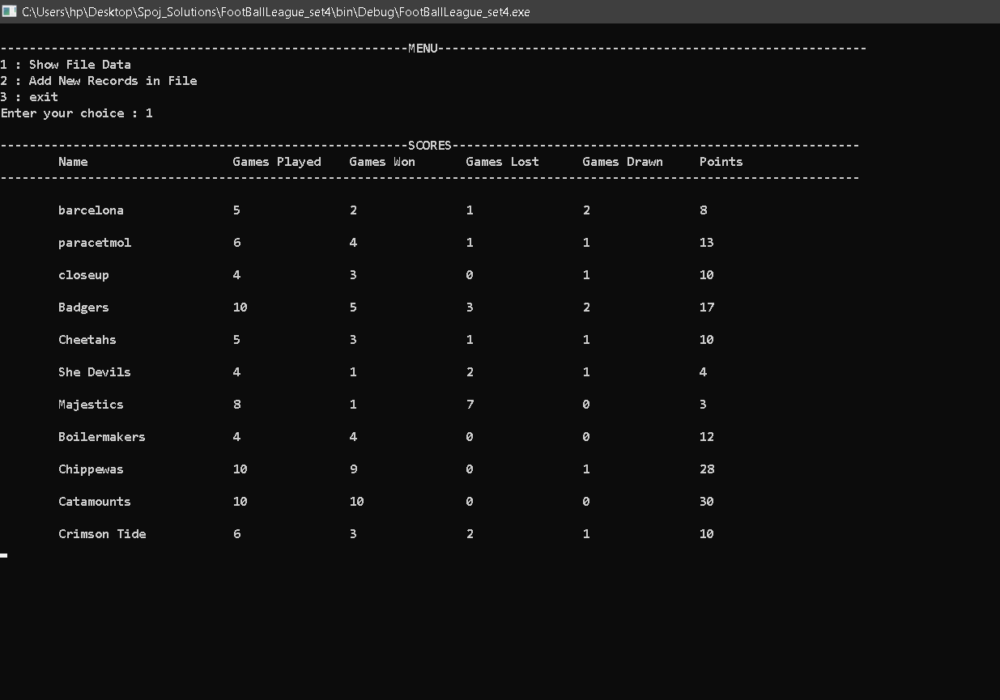 C:\Users\hp\Desktop\Spoj_Solutions\FootBallLeague_set4\bin\Debug\FootBallLeague_set4.exe
--------------------------------------------------------MENU-----------------------------------------------------------
1 : Show File Data
2 : Add New Records in File
3 : exit
Enter your choice : 1
--------------------------------------------------------SCORES--------------------------------------------------------
Name Games Played Games Won Games Lost Games Drawn Points
----------------------------------------------------------------------------------------------------------------------
barcelona 5 2 1 2 8
paracetmol 6 4 1 1 13
closeup 4 3 0 1 10
Badgers 10 5 3 2 17
Cheetahs 5 3 1 1 10
She Devils 4 1 2 1 4
Majestics 8 1 7 0 3
Boilermakers 4 4 0 0 12
Chippewas 10 9 0 1 28
Catamounts 10 10 0 0 30
Crimson Tide 6 3 2 1 10